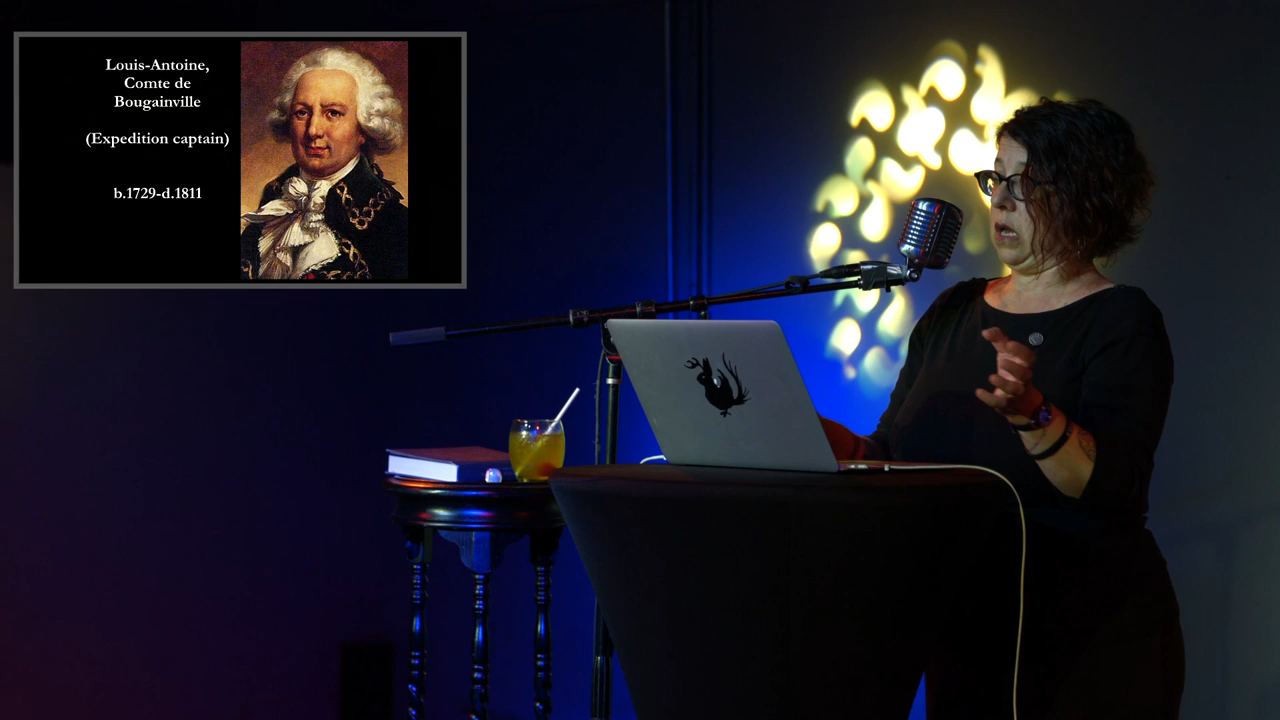 Louis-Antoine,
Comte de
Bougainville
(Expedition captain)
b.1729-d.1811